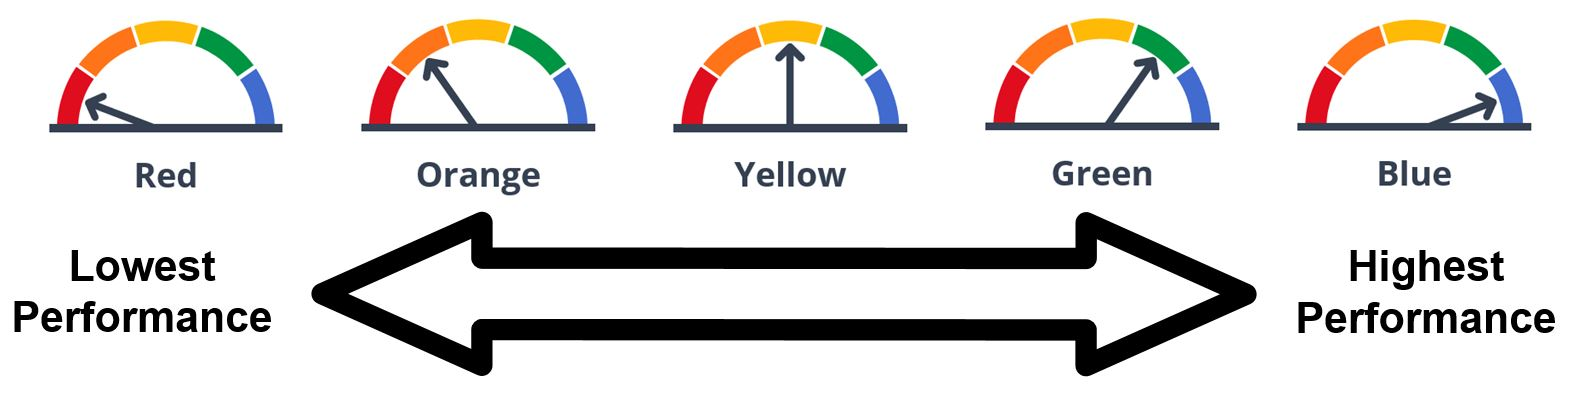 Red
Orange
Yellow
Green
Blue
Lowest
Performance
Highest
Performance